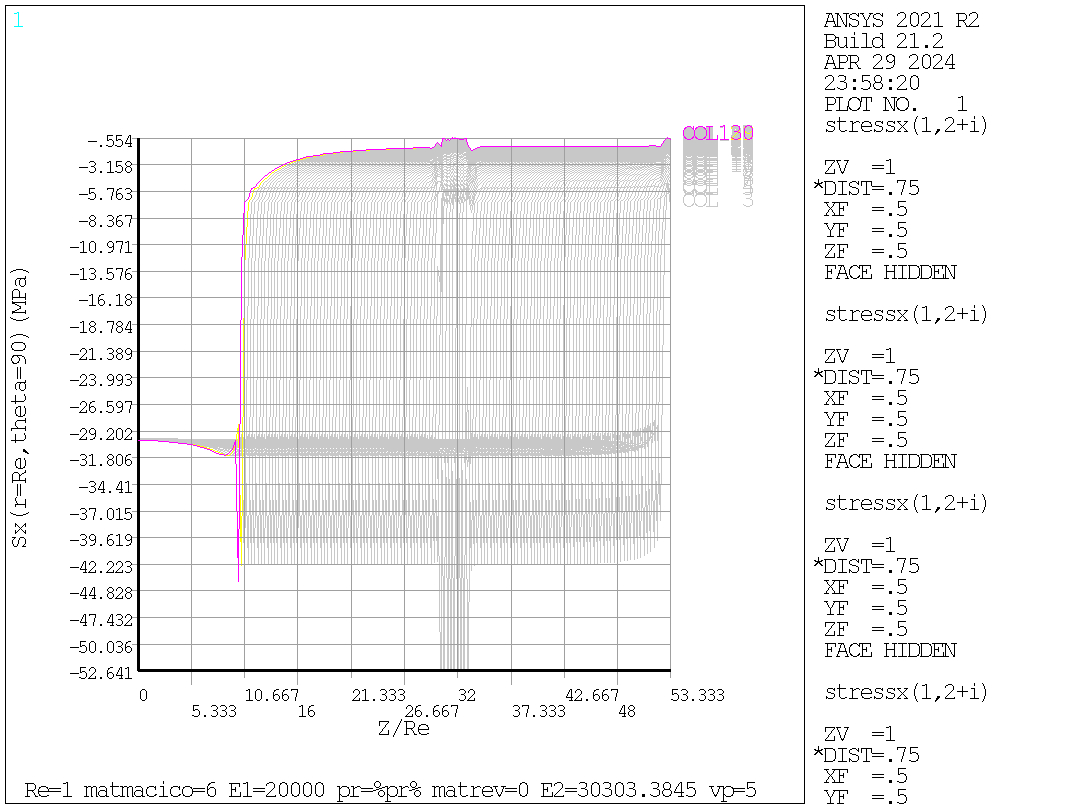 1
ANSYS 2021 R2
Build 21.2
APR 29 2024
23:58:20
PLOT NO. 1
stressx(1,2+i)
ZV =1
*DIST=.75
XF =.5
YF =.5
ZF =.5
FACE HIDDEN
stressx(1,2+i)
ZV =1
*DIST=.75
XF =.5
YF =.5
ZF =.5
FACE HIDDEN
stressx(1,2+i)
ZV =1
*DIST=.75
XF =.5
YF =.5
ZF =.5
FACE HIDDEN
stressx(1,2+i)
ZV =1
*DIST=.75
XF =.5
YF =.5
COL130
COL 3
Sx(r=Re,theta=90)(MPa)
-.554
-3.158
-5.763
-8.367
-10.971
-13.576
-16.18
-18.784
-21.389
-23.993
-26.597
-29.202
-31.806
-34.41
-37.015
-39.619
-42.223
-44.828
-47.432
-50.036
-52.641
0 10.667 21.333 32 42.667 53.333
5.333 16 26.667 37.333 48
Z/Re
Re=1 matmacico=6 E1=20000 pr=%pr% matrev=0 E2=30303.3845 vp=5